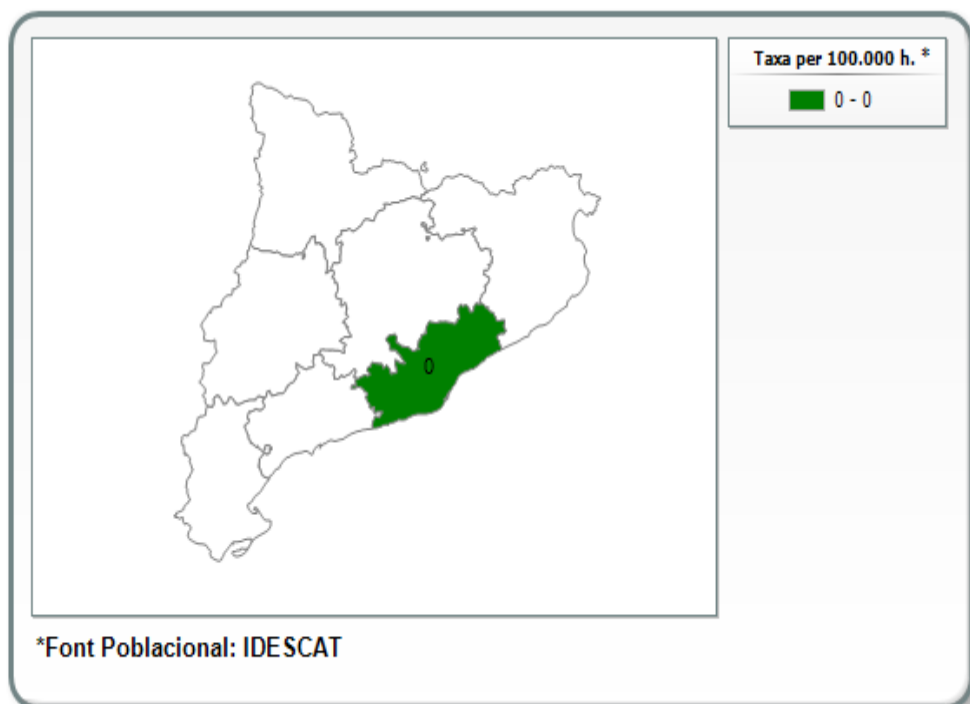 Taxa per 100.000 h. *
0 - 0
0
*Font Poblacional: IDESCAT